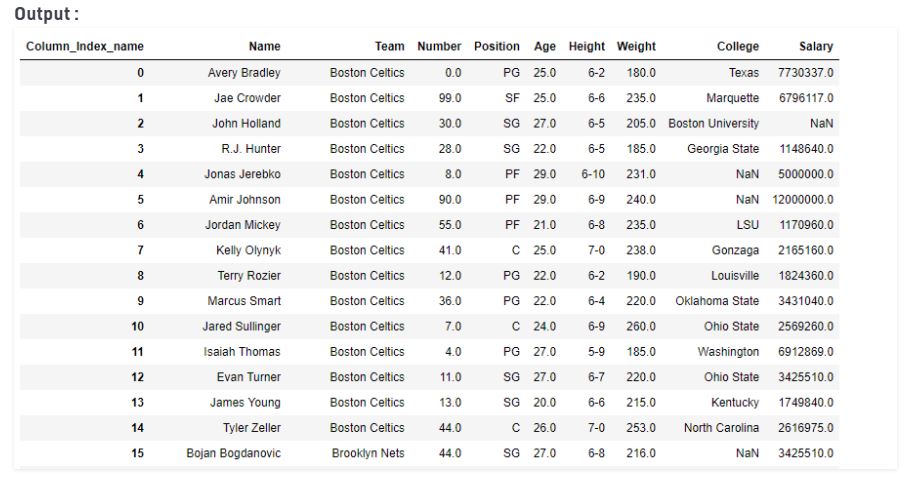 Output :
Column_Index_name Name Team Number Position Age Height Weight College Salary
0 Avery Bradley Boston Celtics 0.0 PG 25.0 6-2 180.0 Texas 7730337.0
1 Jae Crowder Boston Celtics 99.0 SF 25.0 6-6 235.0 Marquette 6796117.0
2 John Holland Boston Celtics 30.0 SG 27.0 6-5 205.0 Boston University NaN
3 R.J. Hunter Boston Celtics 28.0 SG 22.0 6-5 185.0 Georgia State 1148640.0
4 Jonas Jerebko Boston Celtics 8.0 PF 29.0 6-10 231.0 NaN 5000000.0
5 Amir Johnson Boston Celtics 90.0 PF 29.0 6-9 240.0 NaN 12000000.0
6 Jordan Mickey Boston Celtics 55.0 PF 21.0 6-8 235.0 LSU 1170960.0
7 Kelly Olynyk Boston Celtics 41.0 C 25.0 7-0 238.0 Gonzaga 2165160.0
8 Terry Rozier Boston Celtics 12.0 PG 22.0 6-2 190.0 Louisville 1824360.0
9 Marcus Smart Boston Celtics 36.0 PG 22.0 6-4 220.0 Oklahoma State 3431040.0
10 Jared Sullinger Boston Celtics 7.0 C 24.0 6-9 260.0 Ohio State 2569260.0
11 Isaiah Thomas Boston Celtics 4.0 PG 27.0 5-9 185.0 Washington 6912869.0
12 Evan Turner Boston Celtics 11.0 SG 27.0 6-7 220.0 Ohio State 3425510.0
13 James Young Boston Celtics 13.0 SG 20.0 6-6 215.0 Kentucky 1749840.0
14 Tyler Zeller Boston Celtics 44.0 C 26.0 7-0 253.0 North Carolina 2616975.0
15 Bojan Bogdanovic Brooklyn Nets 44.0 SG 27.0 6-8 216.0 NaN 3425510.0